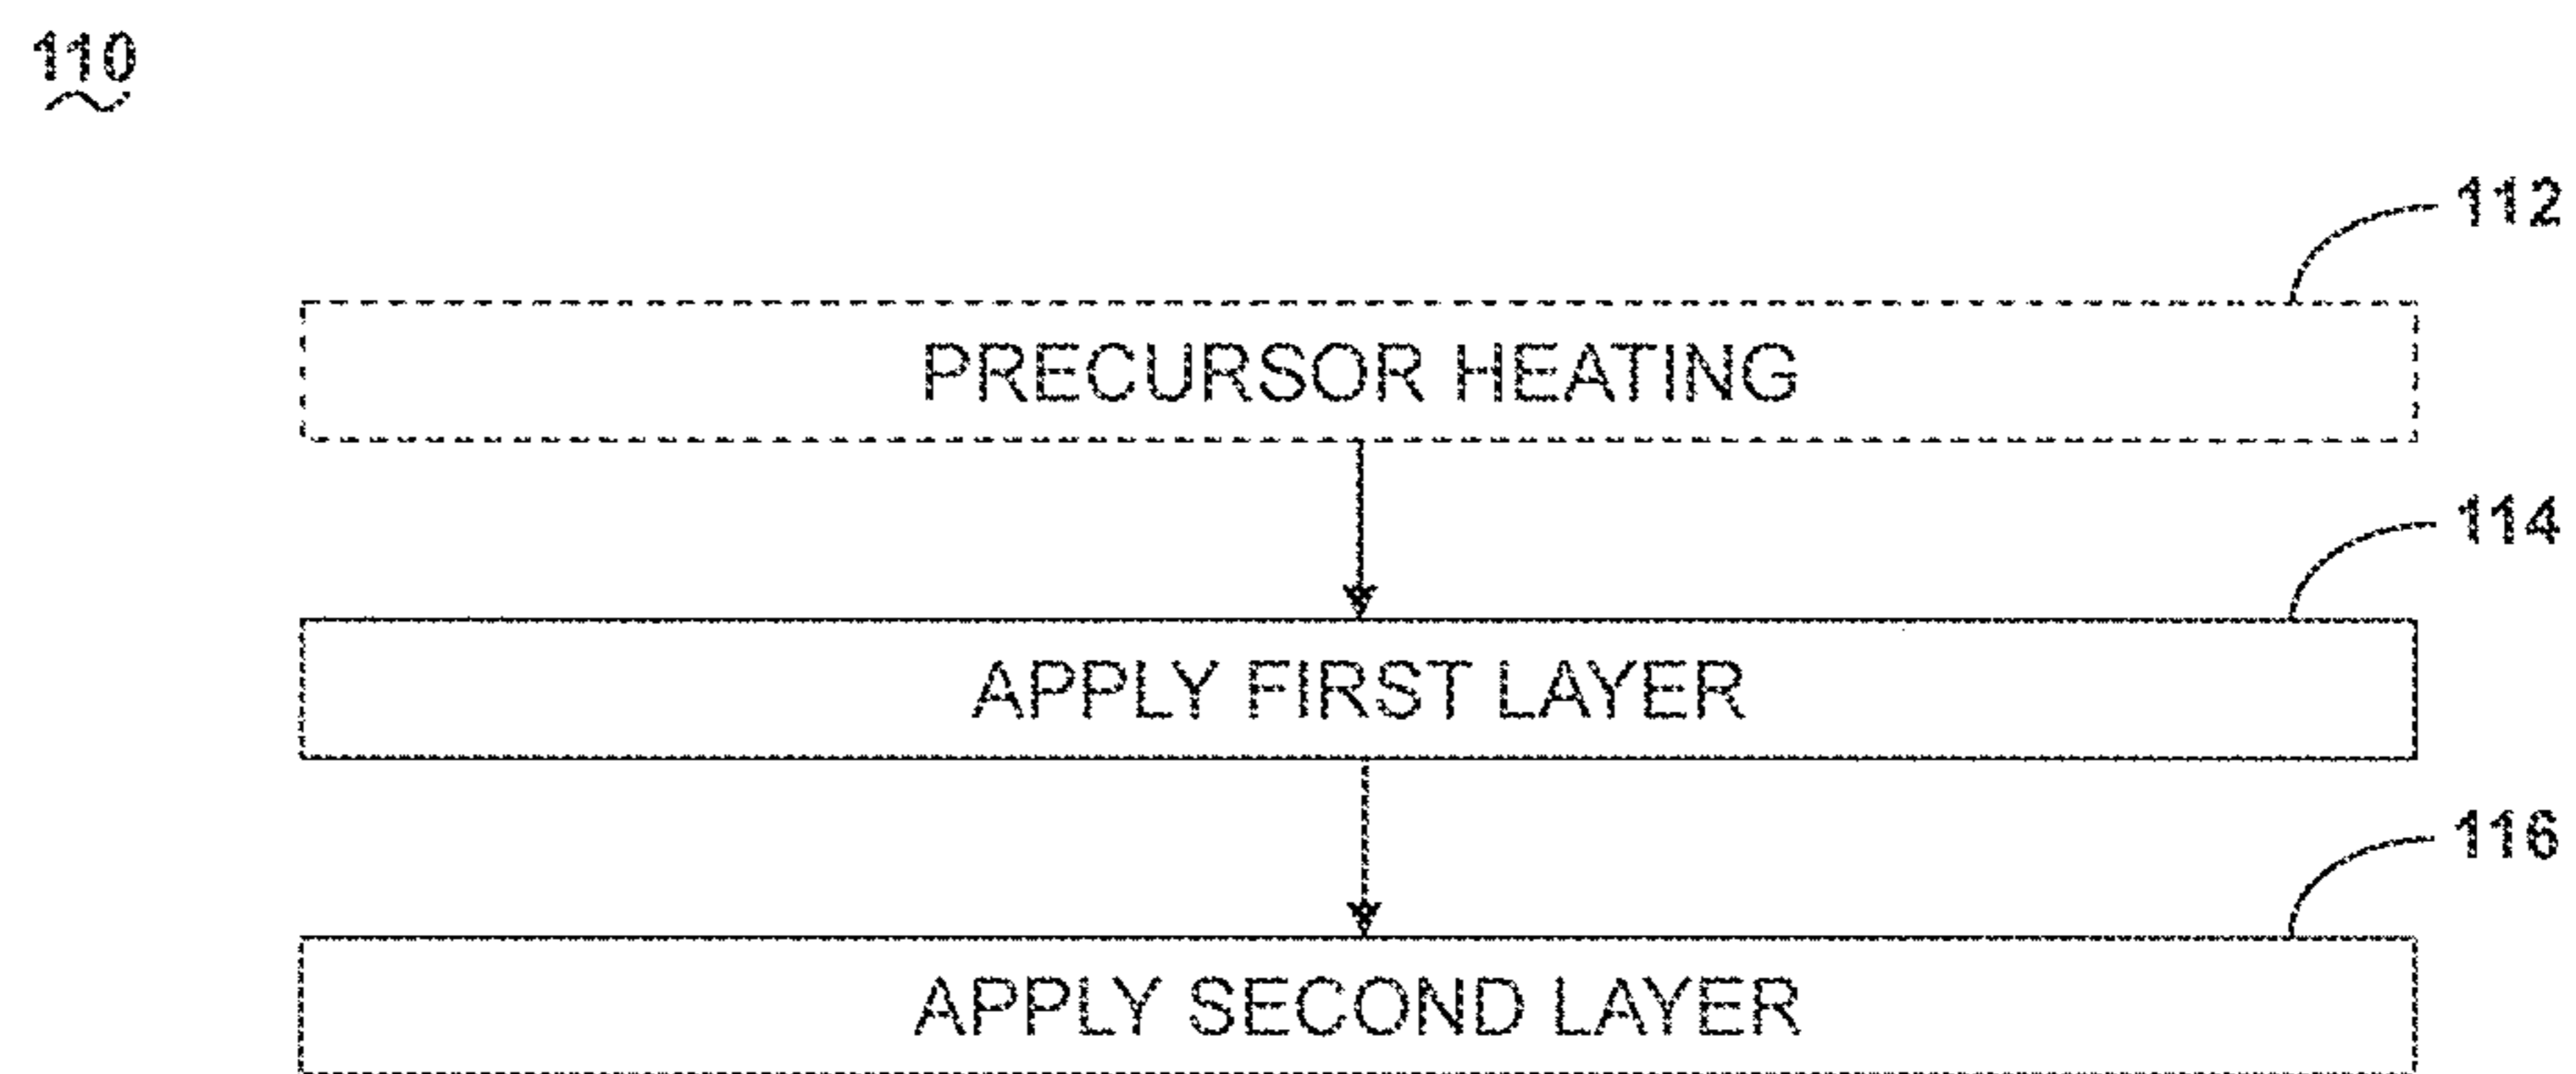 110
112
PRECURSOR HEATING
114
APPLY FIRST LAYER
116
APPLY SECOND LAYER